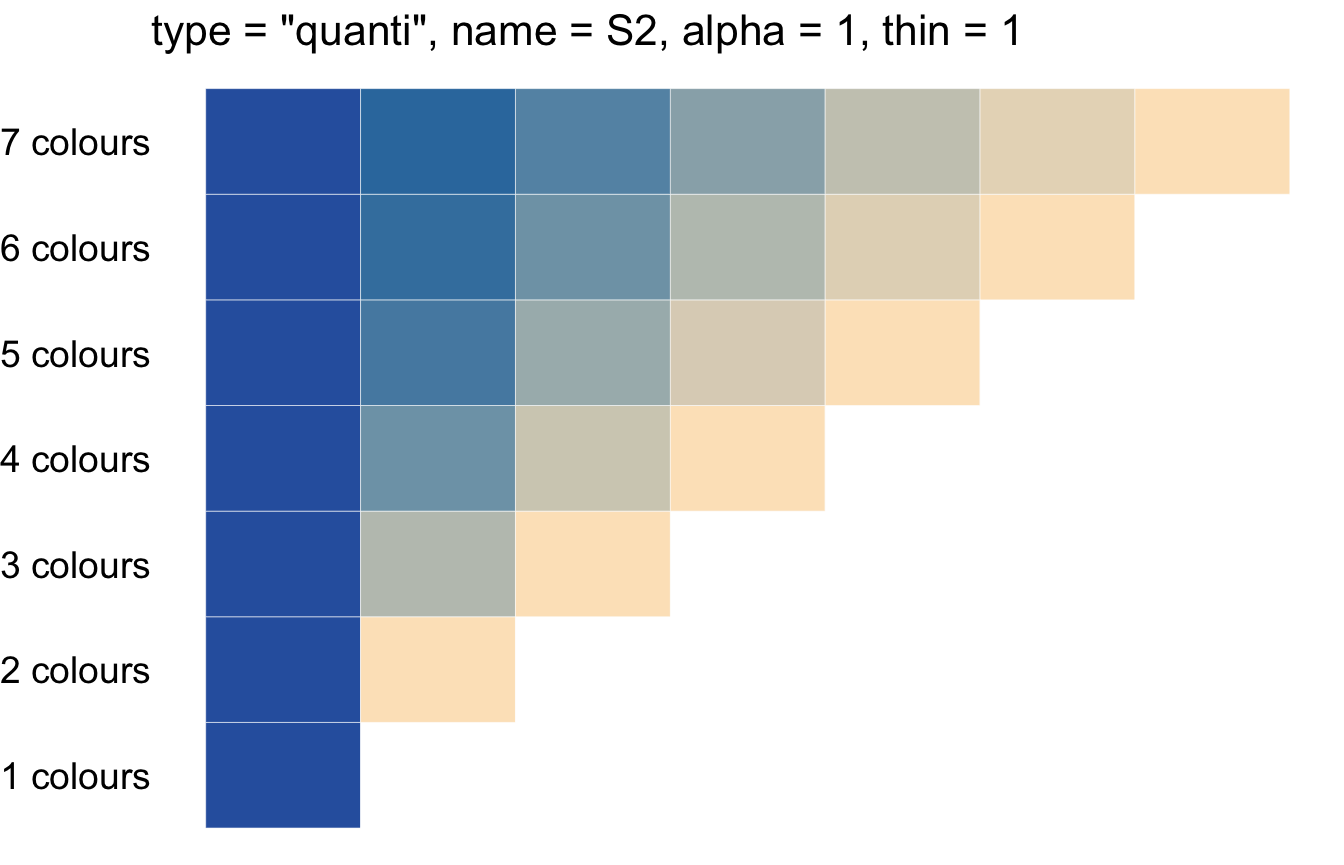 type = "quanti", name = S2, alpha = 1, thin = 1
7 colours
6 colours
5 colours
4 colours
3 colours
2 colours
1 colours